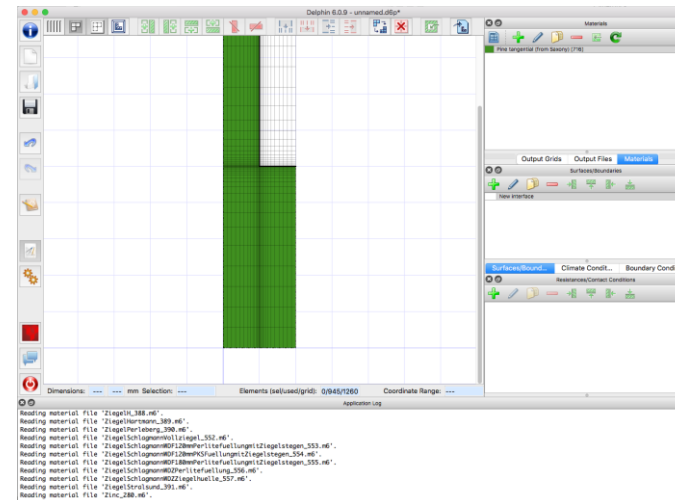 Delphin 6.0.9 - unnamed.d6p*
Materials
Pine tangential (from Saxony) (716)
Output Grids Output Files Materials
Surfaces/Boundaries
New Interface
Surfaces/Bound... Climate Condit... Boundary Condi
Resistances/Contact Conditions
Dimensions: --- --- mm Selection: --- Elements (sel/used/grid): 0/945/1260 Coordinate Range: ---
Application Log
Reading material file 'ZiegelH_388.m6'.
Reading material file 'ZiegelHartmann_389.m6'.
Reading material file 'ZiegelPerleberg_390.m6'.
Reading material file 'ZiegelSchlagmannVollziegel_552.m6'.
Reading material file 'ZiegelSchlagmannWDF120mmPerlitefuellungmitZiegelstegen_553.m6'.
Reading material file 'ZiegelSchlagmannWDF120mmPKSFuellungmitZiegelstegen_554.m6'.
Reading material file 'ZiegelSchlagmannWDF180mmPerlitefuellungmitZiegelstegen_555.m6'.
Reading material file 'ZiegelSchlagmannWDZPerlitefuellung_556.m6'.
Reading material file 'ZiegelSchlagmannWDZZiegelhuelle_557.m6'.
Reading material file 'ZiegelStralsund_391.m6'.
Reading material file 'Zinc_280.m6'.